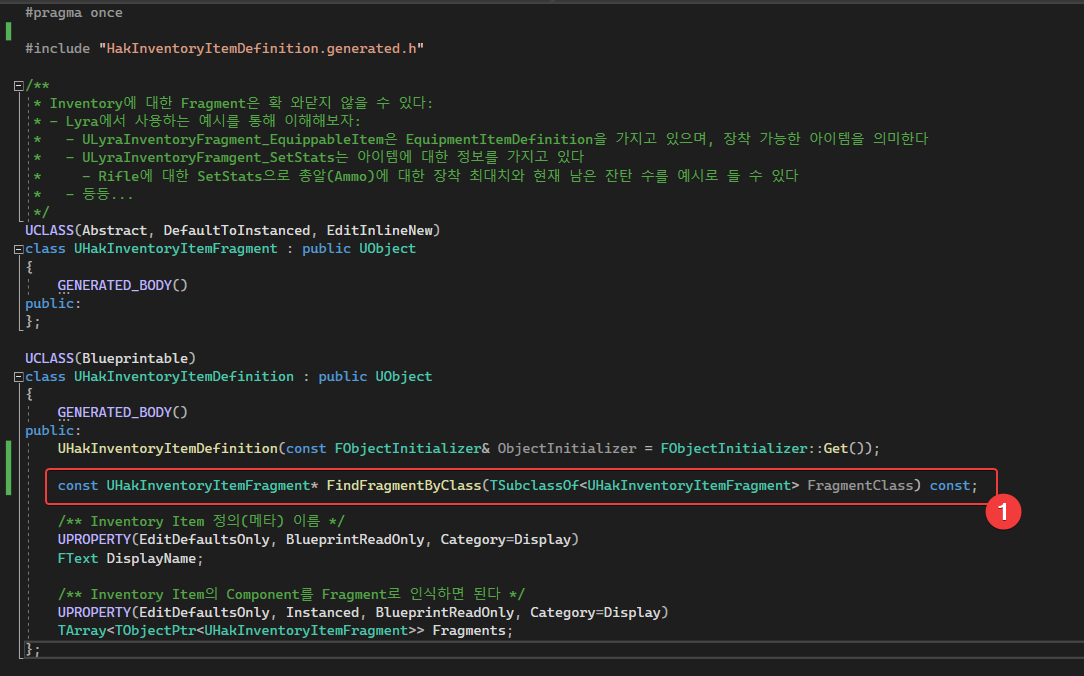 #pragma once
#include "HakInventoryItemDefinition.generated.h"
/**
* Inventory에 대한 Fragment은 확 와닫지 않을 수 있다:
* - Lyra에서 사용하는 예시를 통해 이해해보자:
*   - ULyraInventoryFragment_EquippableItem은 EquipmentItemDefinition을 가지고 있으며, 장착 가능한 아이템을 의미한다
*   - ULyraInventoryFramgent_SetStats는 아이템에 대한 정보를 가지고 있다
*     - Rifle에 대한 SetStats으로 총알(Ammo)에 대한 장착 최대치와 현재 남은 잔탄 수를 예시로 들 수 있다
*   - 등등...
*/
UCLASS(Abstract, DefaultToInstanced, EditInlineNew)
class UHakInventoryItemFragment : public UObject
{
GENERATED_BODY()
public:
};
UCLASS(Blueprintable)
class UHakInventoryItemDefinition : public UObject
{
GENERATED_BODY()
public:
UHakInventoryItemDefinition(const FObjectInitializer& ObjectInitializer = FObjectInitializer::Get());
const UHakInventoryItemFragment* FindFragmentByClass(TSubclassOf<UHakInventoryItemFragment> FragmentClass) const;
1
/** Inventory Item 정의(메타) 이름 */
UPROPERTY(EditDefaultsOnly, BlueprintReadOnly, Category=Display)
FText DisplayName;
/** Inventory Item의 Component를 Fragment로 인식하면 된다 */
UPROPERTY(EditDefaultsOnly, Instanced, BlueprintReadOnly, Category=Display)
TArray<TObjectPtr<UHakInventoryItemFragment>> Fragments;
};